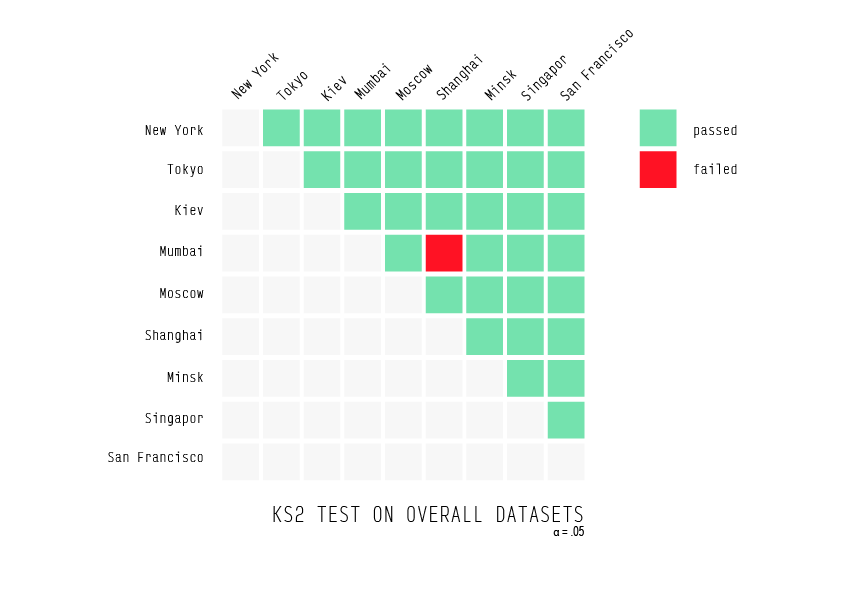 New York
Tokyo
Kiev
Mumbai
Moscow
Shanghai
Minsk
Singapor
San Francisco
New York
Tokyo
Kiev
Mumbai
Moscow
Shanghai
Minsk
Singapor
San Francisco
passed
failed
KS2 TEST ON OVERALL DATASETS
α = .05